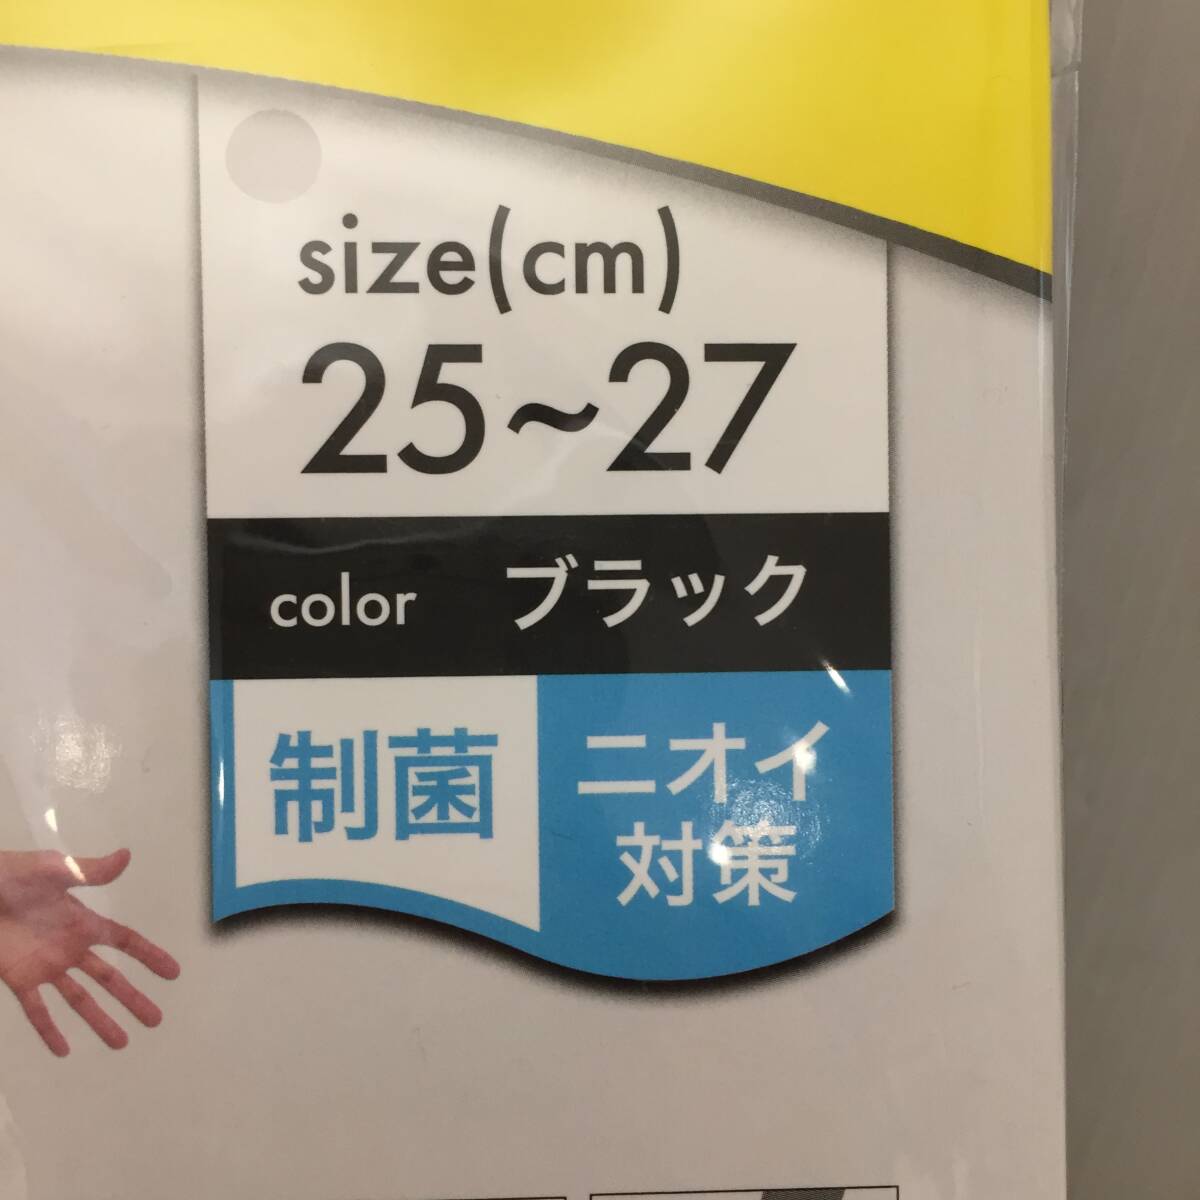 size(cm)
25~27
color ブラック
制菌
ニオイ
対策